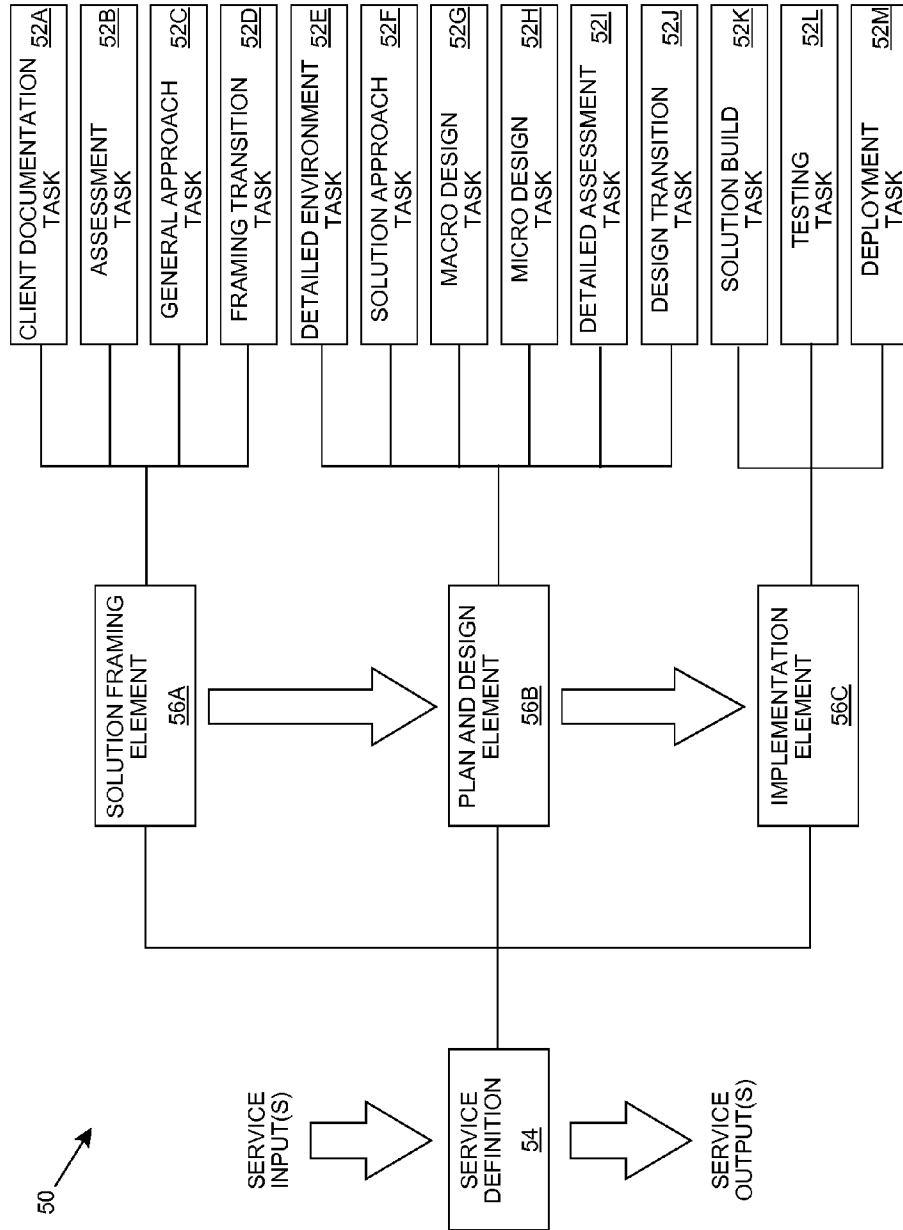 50
SERVICE
INPUT(S)
SERVICE
DEFINITION
54
SERVICE
OUTPUT(S)
SOLUTION FRAMING
ELEMENT
56A
PLAN AND DESIGN
ELEMENT
56B
IMPLEMENTATION
ELEMENT
56C
CLIENT DOCUMENTATION
TASK 52A
ASSESSMENT
TASK 52B
GENERAL APPROACH
TASK 52C
FRAMING TRANSITION
TASK 52D
DETAILED ENVIRONMENT
TASK 52E
SOLUTION APPROACH
TASK 52F
MACRO DESIGN
TASK 52G
MICRO DESIGN
TASK 52H
DETAILED ASSESSMENT
TASK 52I
DESIGN TRANSITION
TASK 52J
SOLUTION BUILD
TASK 52K
TESTING
TASK 52L
DEPLOYMENT
TASK 52M